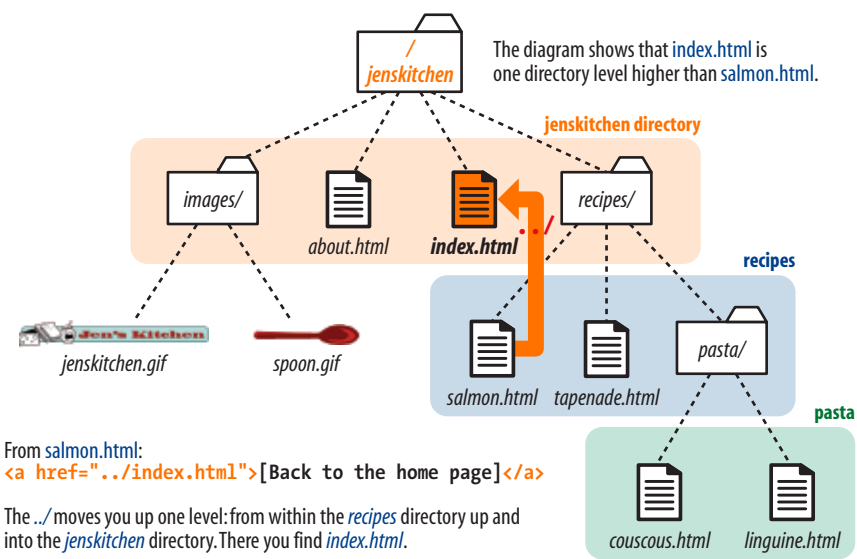 /
jenskitchen
The diagram shows that index.html is
one directory level higher than salmon.html.
jenskitchen directory
images/
about.html
index.html
../
recipes/
recipes
Jen's Kitchen
jenskitchen.gif
spoon.gif
salmon.html
tapenade.html
pasta/
pasta
couscous.html
linguine.html
From salmon.html:
<a href="../index.html">[Back to the home page]</a>
The ../ moves you up one level: from within the recipes directory up and
into the jenskitchen directory. There you find index.html.